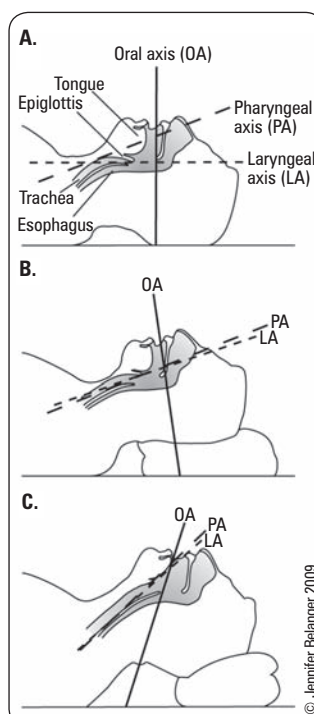 A.
Oral axis (OA)
Tongue
Epiglottis
Pharyngeal
axis (PA)
Laryngeal
axis (LA)
Trachea
Esophagus
B.
OA
PA
LA
C.
OA
PA
LA
© Jennifer Belanger 2009